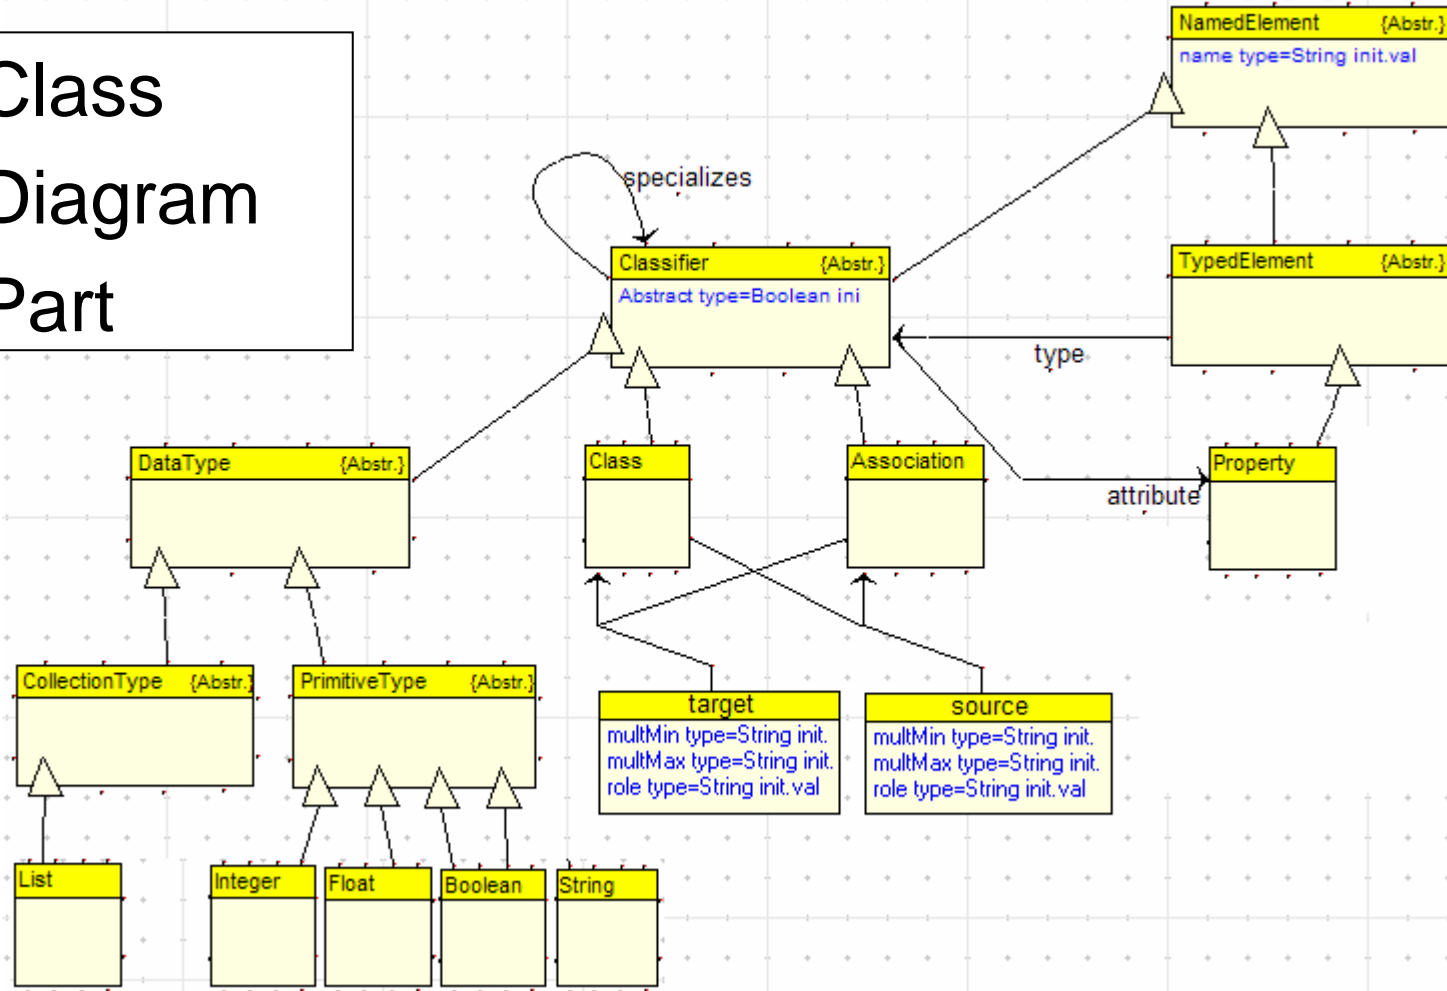 Class
Diagram
Part
NamedElement {Abstr.}
name type=String init.val
specializes
Classifier {Abstr.}
Abstract type=Boolean ini
TypedElement {Abstr.}
type
DataType {Abstr.}
Class
Association
Property
attribute
CollectionType {Abstr.}
PrimitiveType {Abstr.}
target
multMin type=String init.
multMax type=String init.
role type=String init.val
source
multMin type=String init.
multMax type=String init.
role type=String init.val
List
Integer
Float
Boolean
String